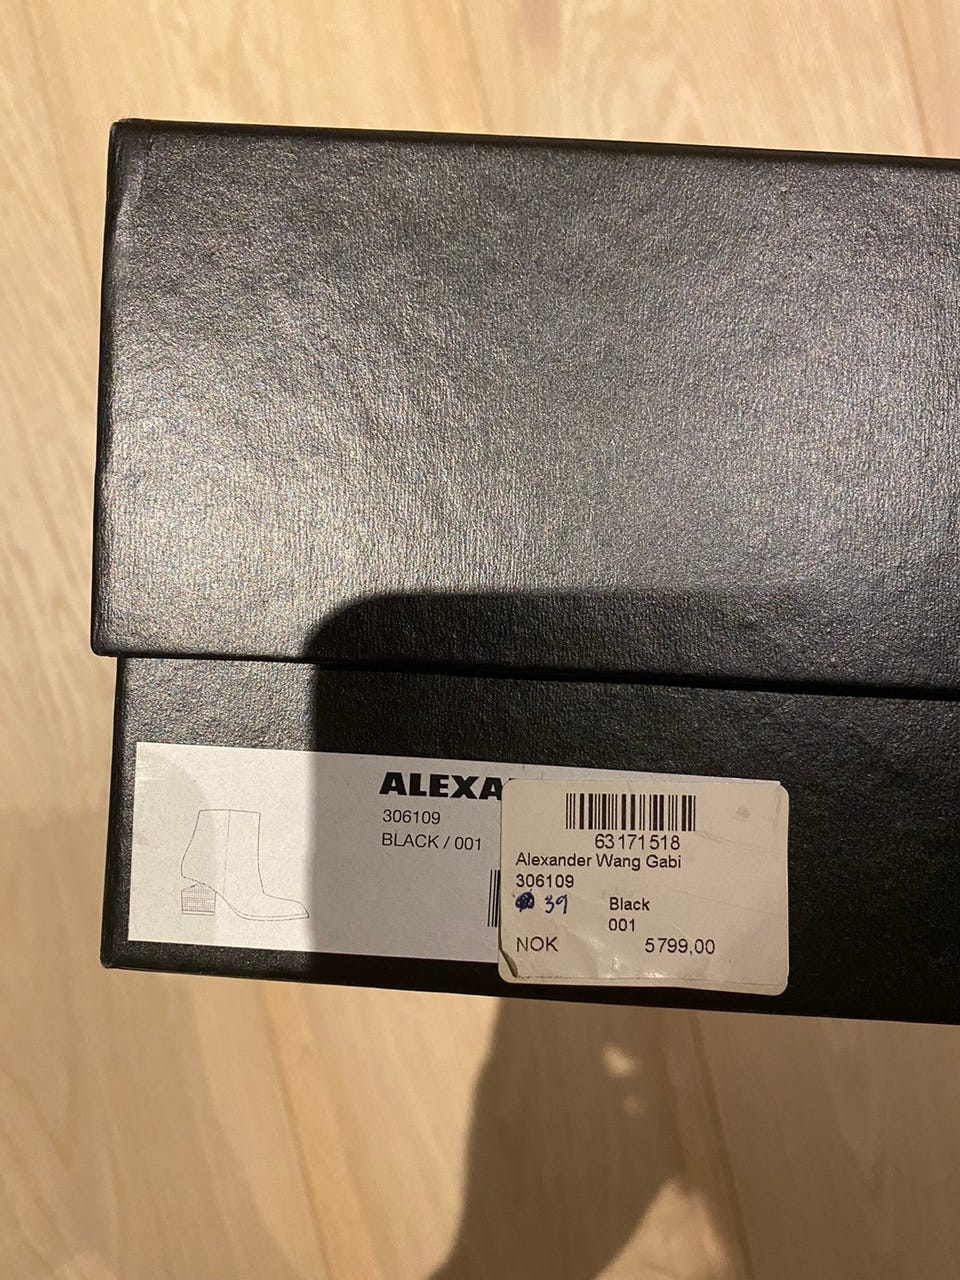 ALEXA
306109
BLACK / 001
63171518
Alexander Wang Gabi
306109
39 Black
001
NOK 5799,00